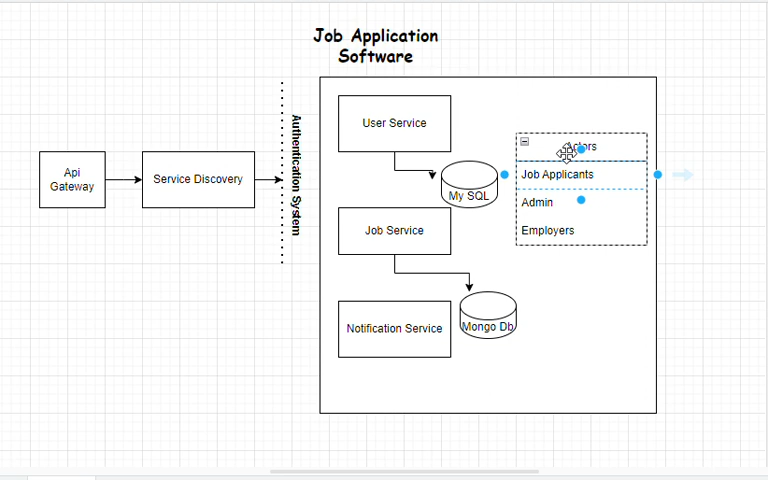 Job Application
Software
Api
Gateway
Service Discovery
Authentication System
User Service
My SQL
Job Service
Mongo Db
Notification Service
Job Applicants
Admin
Employers